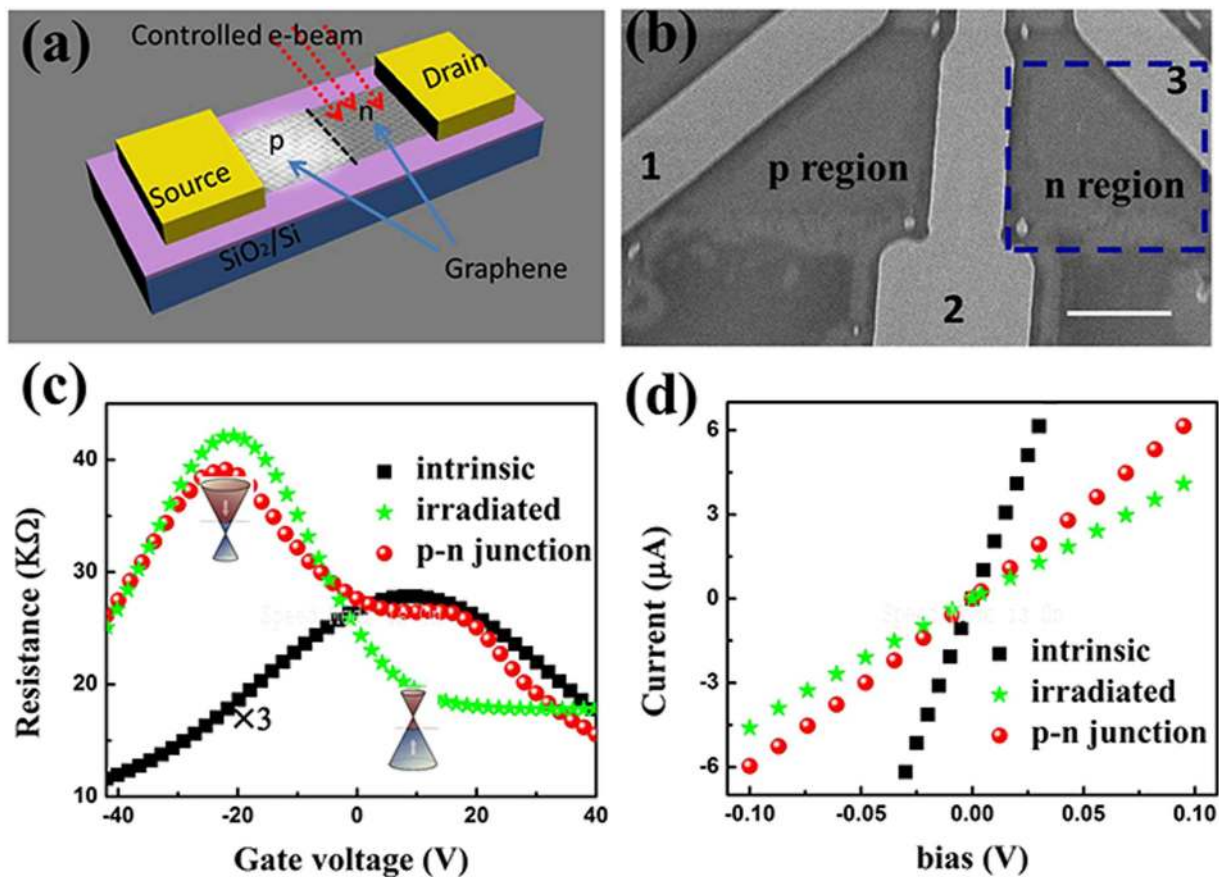 (a)
Controlled e-beam
Drain
n
p
Source
SiO₂/Si
Graphene
(b)
1
p region
3
n region
2
(c)
40
30
20
10
intrinsic
irradiated
p-n junction
×3
-40
-20
0
20
40
Resistance (KΩ)
Gate voltage (V)
(d)
6
3
0
-3
-6
intrinsic
irradiated
p-n junction
-0.10
-0.05
0.00
0.05
0.10
Current (μA)
bias (V)